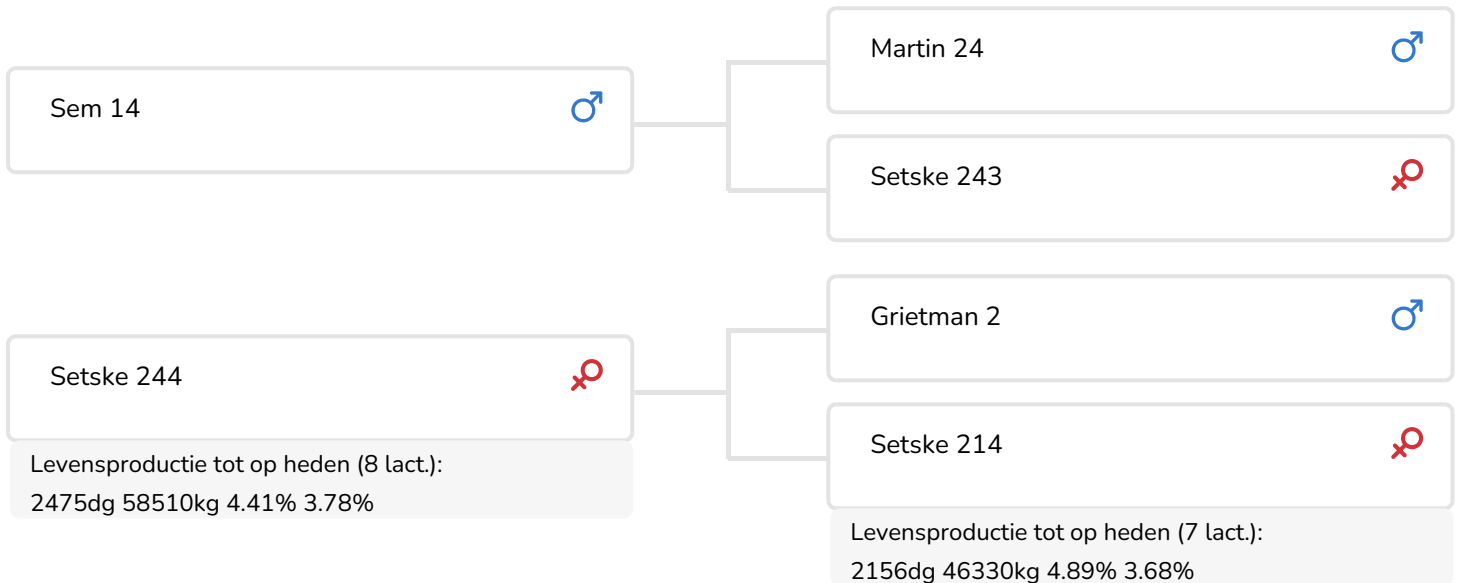 Martin 24
Sem 14
Setske 243
Grietman 2
Setske 244
Setske 214
Levensproductie tot op heden (8 lact.):
2475dg 58510kg 4.41% 3.78%
Levensproductie tot op heden (7 lact.):
2156dg 46330kg 4.89% 3.68%